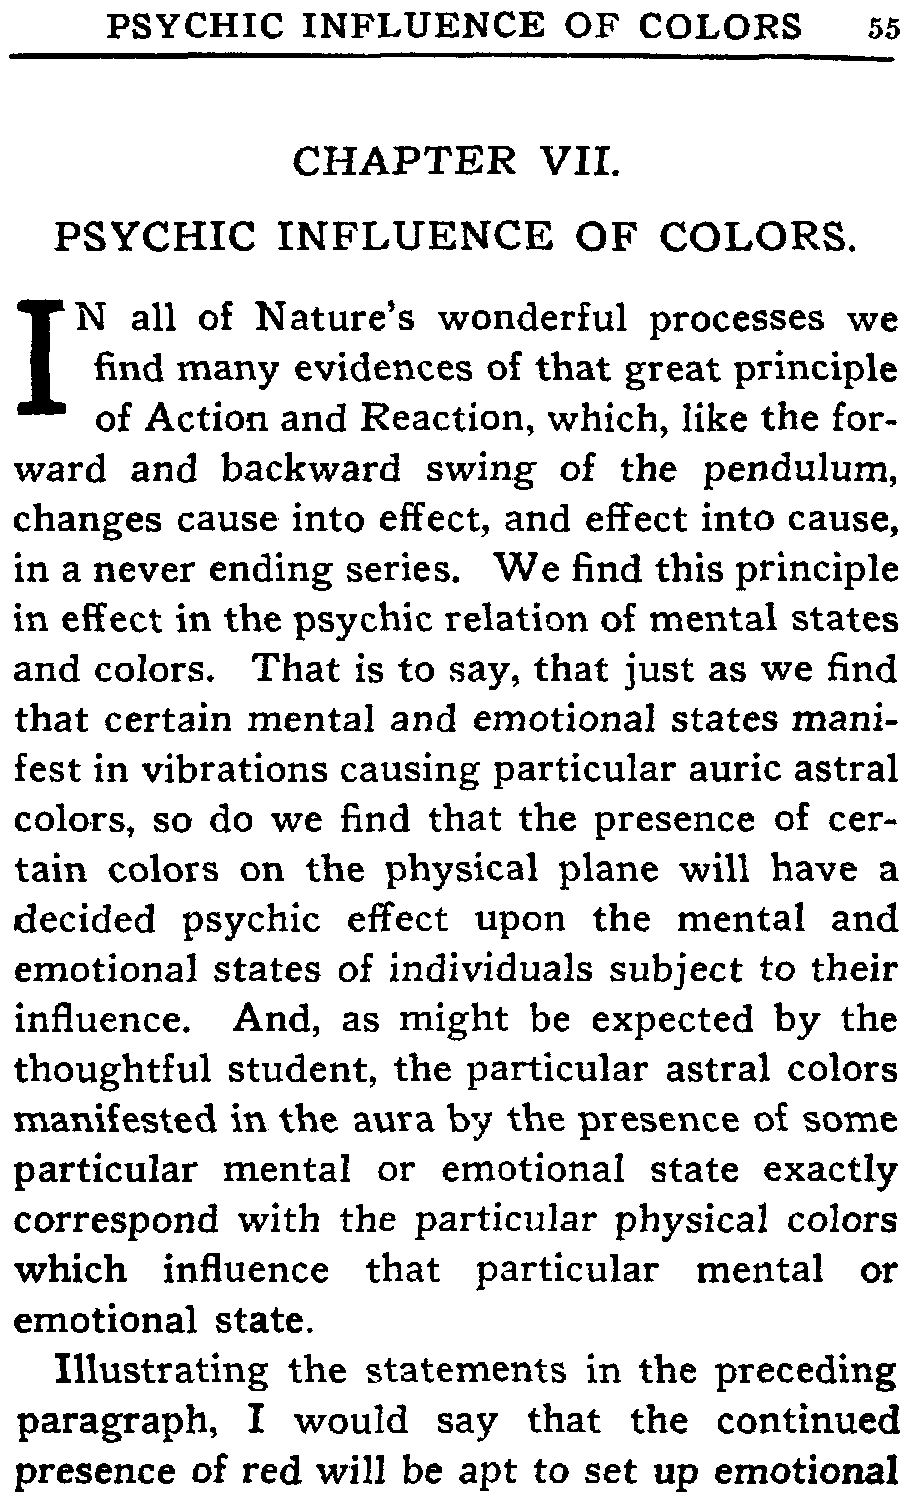 PSYCHIC INFLUENCE OF COLORS 55
CHAPTER VII.
PSYCHIC INFLUENCE OF COLORS.
IN all of Nature's wonderful processes we
find many evidences of that great principle
of Action and Reaction, which, like the for-
ward and backward swing of the pendulum,
changes cause into effect, and effect into cause,
in a never ending series. We find this principle
in effect in the psychic relation of mental states
and colors. That is to say, that just as we find
that certain mental and emotional states mani-
fest in vibrations causing particular auric astral
colors, so do we find that the presence of cer-
tain colors on the physical plane will have a
decided psychic effect upon the mental and
emotional states of individuals subject to their
influence. And, as might be expected by the
thoughtful student, the particular astral colors
manifested in the aura by the presence of some
particular mental or emotional state exactly
correspond with the particular physical colors
which influence that particular mental or
emotional state.
Illustrating the statements in the preceding
paragraph, I would say that the continued
presence of red will be apt to set up emotional